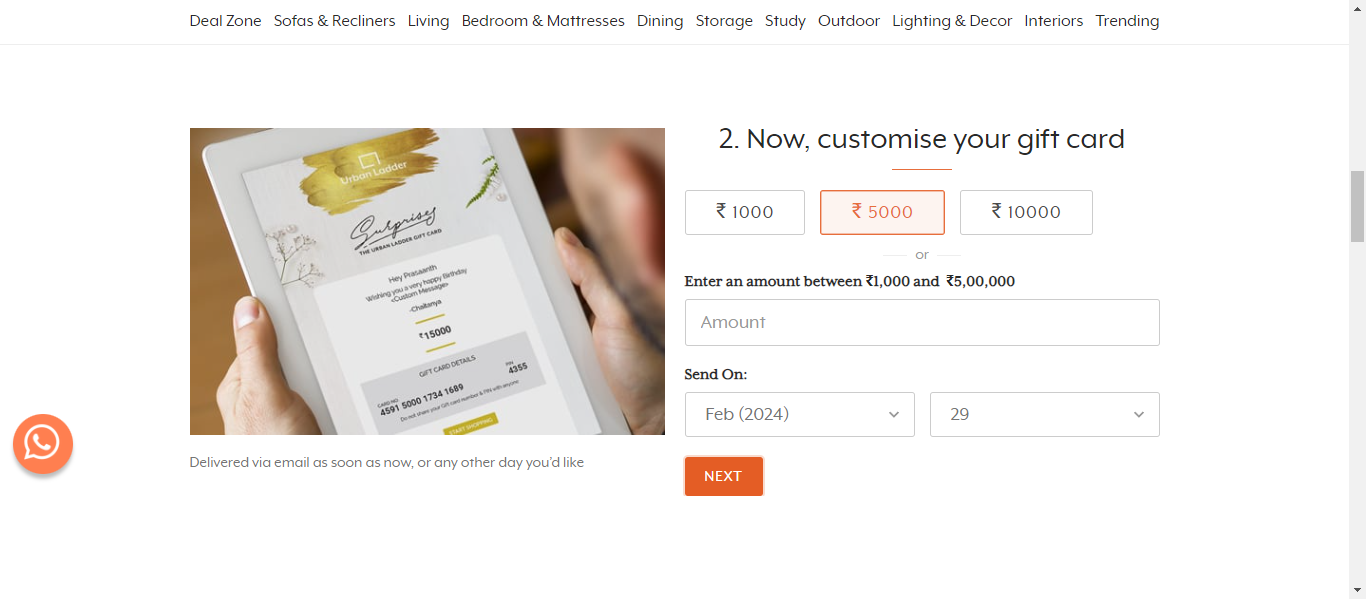 Deal Zone Sofas & Recliners Living Bedroom & Mattresses Dining Storage Study Outdoor Lighting & Decor Interiors Trending
Urban Ladder
Surprises
THE URBAN LADDER GIFT CARD
Hey Prasaanth
Wishing you a very happy Birthday
<Custom Message>
-Chaitanya
₹15000
GIFT CARD DETAILS
CARD NO: PIN
4591 5000 1734 1689 4355
Do not share your Gift card number & PIN with anyone
START SHOPPING
Delivered via email as soon as now, or any other day you'd like
2. Now, customise your gift card
₹ 1000 ₹ 5000 ₹ 10000
or
Enter an amount between ₹1,000 and ₹5,00,000
Amount
Send On:
Feb (2024) 29
NEXT